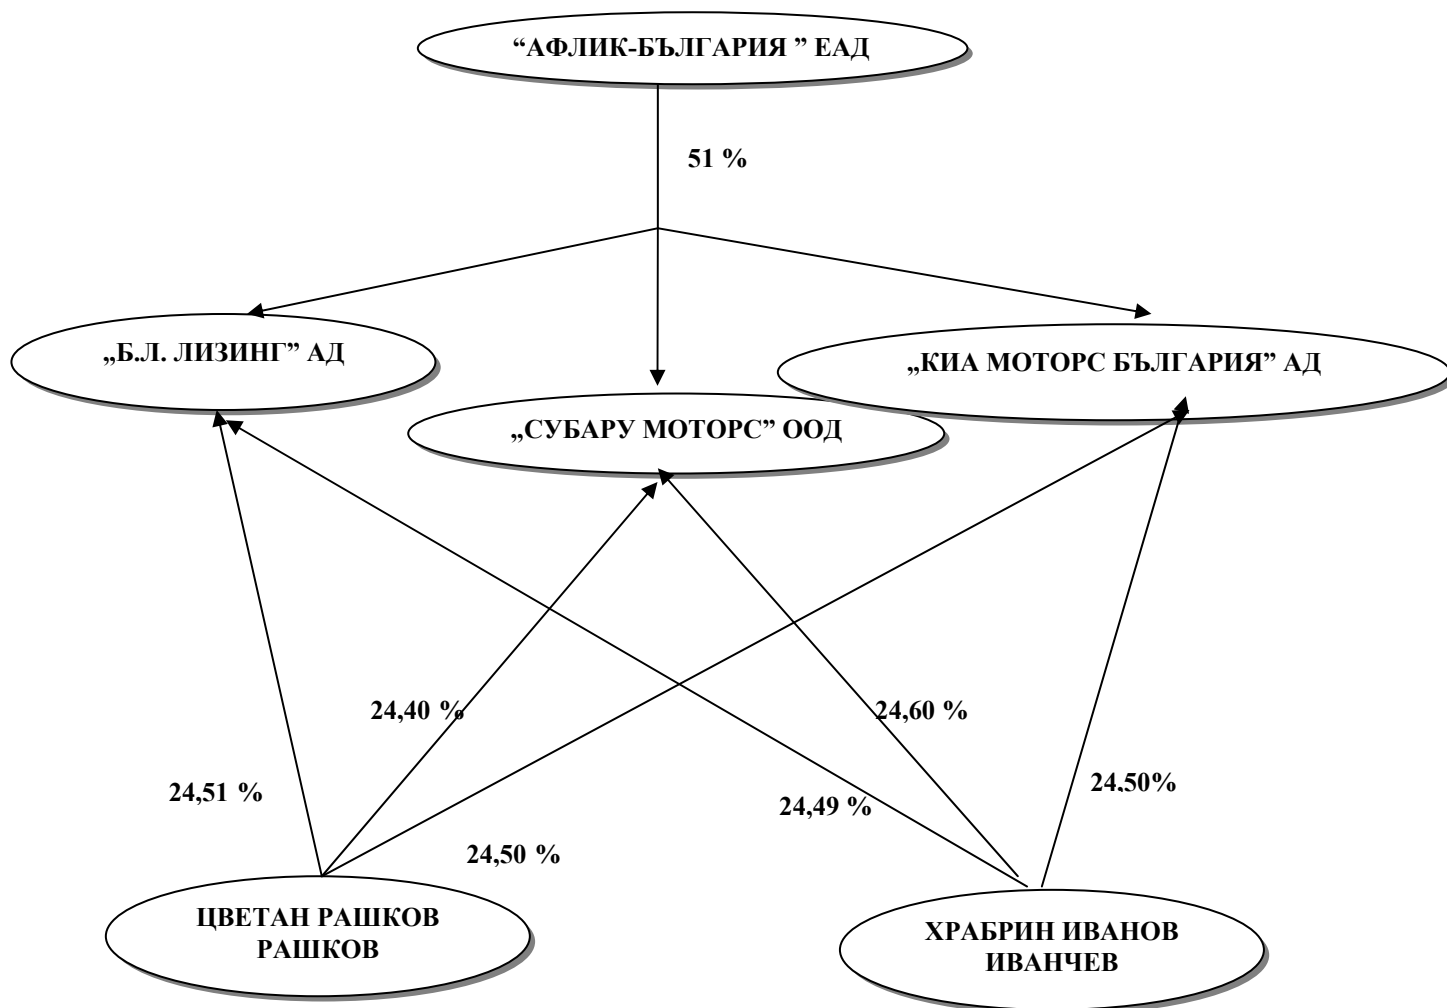 “АФЛИК-БЪЛГАРИЯ ” ЕАД
51 %
„Б.Л. ЛИЗИНГ” АД
„КИА МОТОРС БЪЛГАРИЯ” АД
„СУБАРУ МОТОРС” ООД
24,40 %
24,60 %
24,51 %
24,49 %
24,50%
24,50 %
ЦВЕТАН РАШКОВ
РАШКОВ
ХРАБРИН ИВАНОВ
ИВАНЧЕВ